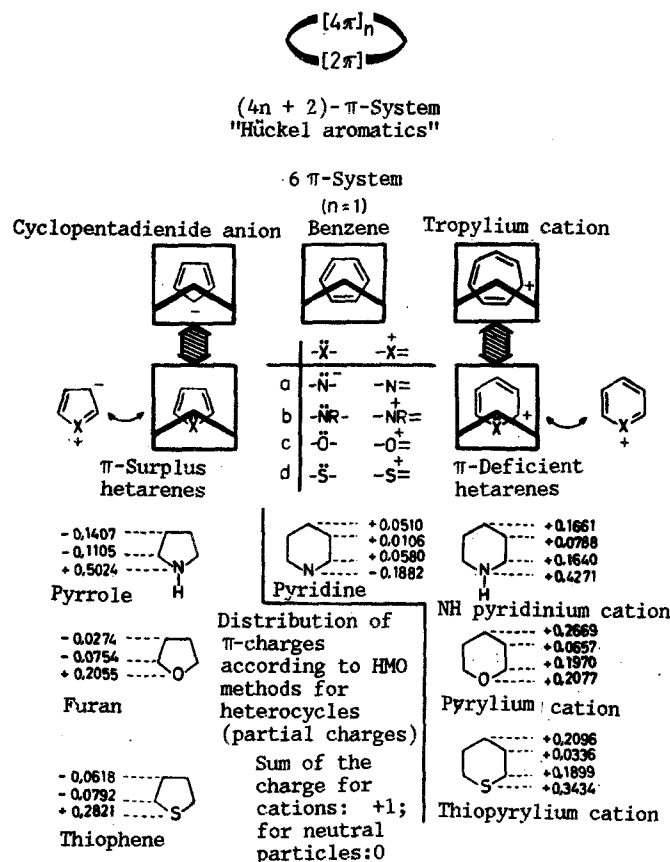 [4π]n
[2π]
(4n + 2)-π-System
"Hückel aromatics"
6 π-System
(n=1)
Cyclopentadienide anion Benzene Tropylium cation
-
+
-Ẍ- -X⁺=
a -N̈⁻- -N=
b -N̈R- -NR⁺=
c -Ö- -O⁺=
d -S̈- -S⁺=
-
X
+
X
X
+
X
+
π-Surplus
hetarenes
π-Deficient
hetarenes
- 0,1407
- 0,1105
+ 0,5024
N
H
Pyrrole
+ 0,0510
+ 0,0106
+ 0,0580
- 0,1882
N
Pyridine
+0,1661
+0,0788
+0,1640
+0,4271
N
H
NH pyridinium cation
- 0,0274
- 0,0754
+ 0,2055
O
Furan
Distribution of
π-charges
according to HMO
methods for
heterocycles
(partial charges)
+0,2669
+0,0657
+0,1970
+0,2077
O
Pyrylium cation
- 0,0618
- 0,0792
+ 0,2821
S
Thiophene
Sum of the
charge for
cations: +1;
for neutral
particles:0
+0,2096
+0,0336
+0,1899
+0,3434
S
Thiopyrylium cation